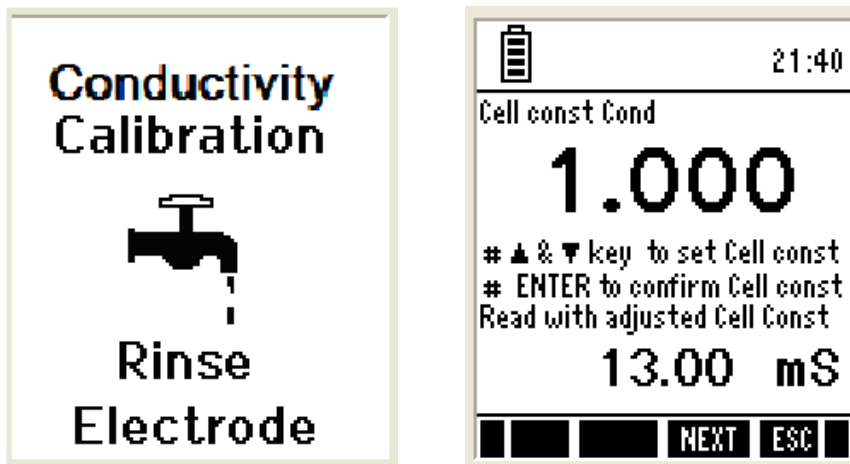 Conductivity
Calibration
Rinse
Electrode
21:40
Cell const Cond
1.000
# ▲ & ▼ key to set Cell const
# ENTER to confirm Cell const
Read with adjusted Cell Const
13.00 mS
NEXT ESC